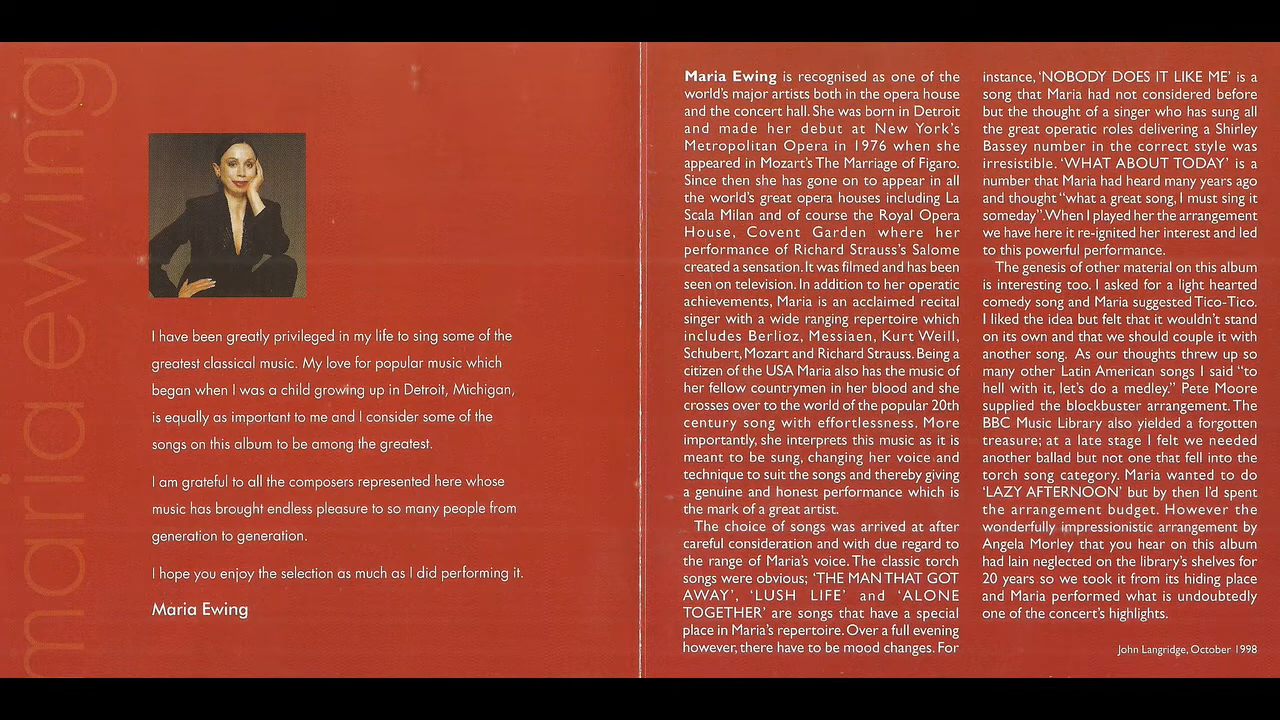 maria ewing
I have been greatly privileged in my life to sing some of the
greatest classical music. My love for popular music which
began when I was a child growing up in Detroit, Michigan,
is equally as important to me and I consider some of the
songs on this album to be among the greatest.
I am grateful to all the composers represented here whose
music has brought endless pleasure to so many people from
generation to generation.
I hope you enjoy the selection as much as I did performing it.
Maria Ewing
Maria Ewing is recognised as one of the
world's major artists both in the opera house
and the concert hall. She was born in Detroit
and made her debut at New York's
Metropolitan Opera in 1976 when she
appeared in Mozart's The Marriage of Figaro.
Since then she has gone on to appear in all
the world's great opera houses including La
Scala Milan and of course the Royal Opera
House, Covent Garden where her
performance of Richard Strauss's Salome
created a sensation. It was filmed and has been
seen on television. In addition to her operatic
achievements, Maria is an acclaimed recital
singer with a wide ranging repertoire which
includes Berlioz, Messiaen, Kurt Weill,
Schubert, Mozart and Richard Strauss. Being a
citizen of the USA Maria also has the music of
her fellow countrymen in her blood and she
crosses over to the world of the popular 20th
century song with effortlessness. More
importantly, she interprets this music as it is
meant to be sung, changing her voice and
technique to suit the songs and thereby giving
a genuine and honest performance which is
the mark of a great artist.
The choice of songs was arrived at after
careful consideration and with due regard to
the range of Maria's voice. The classic torch
songs were obvious; 'THE MAN THAT GOT
AWAY', 'LUSH LIFE' and 'ALONE
TOGETHER' are songs that have a special
place in Maria's repertoire. Over a full evening
however, there have to be mood changes. For
instance, 'NOBODY DOES IT LIKE ME' is a
song that Maria had not considered before
but the thought of a singer who has sung all
the great operatic roles delivering a Shirley
Bassey number in the correct style was
irresistible. 'WHAT ABOUT TODAY' is a
number that Maria had heard many years ago
and thought "what a great song, I must sing it
someday". When I played her the arrangement
we have here it re-ignited her interest and led
to this powerful performance.
The genesis of other material on this album
is interesting too. I asked for a light hearted
comedy song and Maria suggested Tico-Tico.
I liked the idea but felt that it wouldn't stand
on its own and that we should couple it with
another song. As our thoughts threw up so
many other Latin American songs I said "to
hell with it, let's do a medley." Pete Moore
supplied the blockbuster arrangement. The
BBC Music Library also yielded a forgotten
treasure; at a late stage I felt we needed
another ballad but not one that fell into the
torch song category. Maria wanted to do
'LAZY AFTERNOON' but by then I'd spent
the arrangement budget. However the
wonderfully impressionistic arrangement by
Angela Morley that you hear on this album
had lain neglected on the library's shelves for
20 years so we took it from its hiding place
and Maria performed what is undoubtedly
one of the concert's highlights.
John Langridge, October 1998